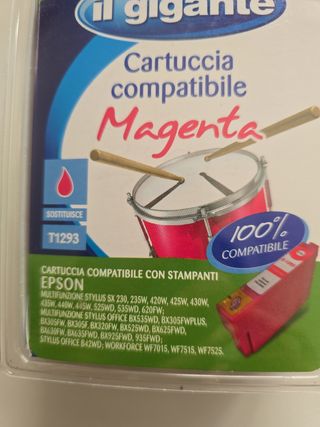 il gigante
Cartuccia
compatibile
Magenta
SOSTITUISCE
T1293
100%
COMPATIBILE
CARTUCCIA COMPATIBILE CON STAMPANTI
EPSON
MULTIFUNZIONE STYLUS SX 230, 235W, 420W, 425W, 430W,
435W, 440W, 445W, 525WD, 535WD, 620FW;
MULTIFUNZIONE STYLUS OFFICE BX535WD, BX305FWPLUS,
BX305FW, BX305F, BX320FW, BX525WD, BX625FWD,
BX630FW, BX635FWD, BX925FWD, 935FWD;
STYLUS OFFICE B42WD; WORKFORCE WF7015, WF7515, WF7525.